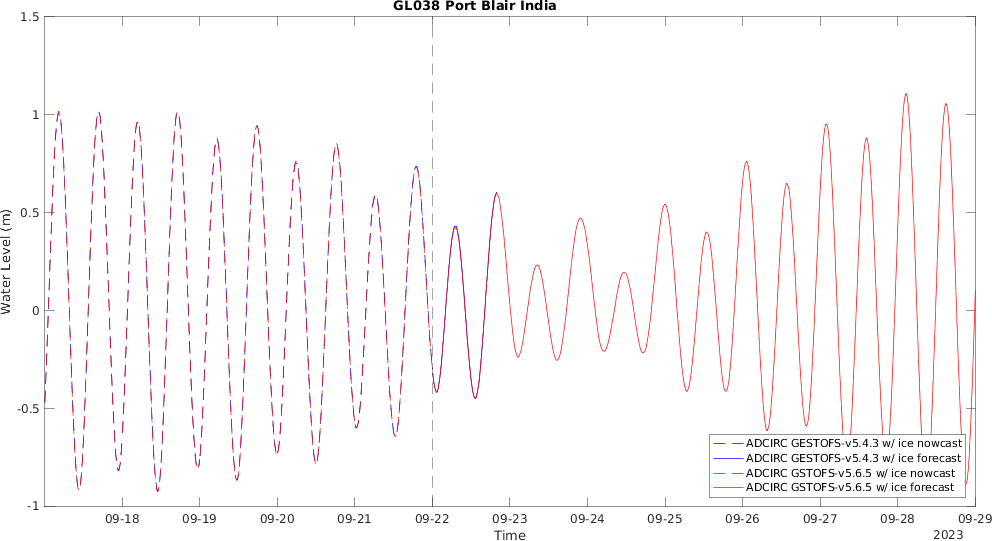 GL038 Port Blair India
1.5
1
0.5
0
-0.5
-1
Water Level (m)
09-18 09-19 09-20 09-21 09-22 09-23 09-24 09-25 09-26 09-27 09-28 09-29
Time
2023
ADCIRC GESTOFS-v5.4.3 w/ ice nowcast
ADCIRC GESTOFS-v5.4.3 w/ ice forecast
ADCIRC GSTOFS-v5.6.5 w/ ice nowcast
ADCIRC GSTOFS-v5.6.5 w/ ice forecast